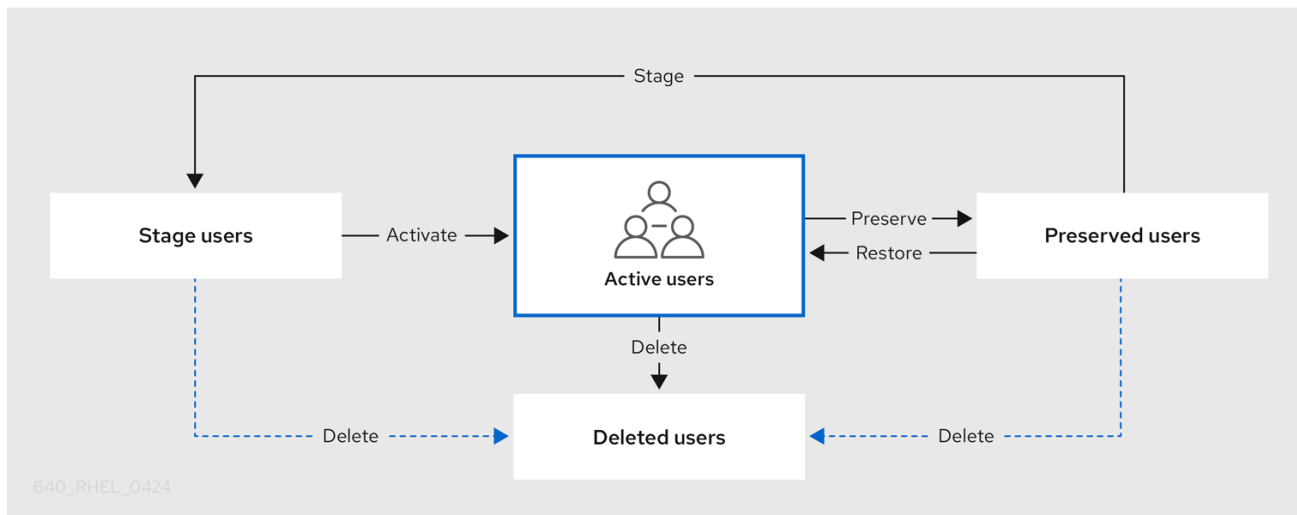 Stage
Stage users
Activate
Active users
Preserve
Restore
Preserved users
Delete
Delete
Deleted users
Delete
640_RHEL_0424